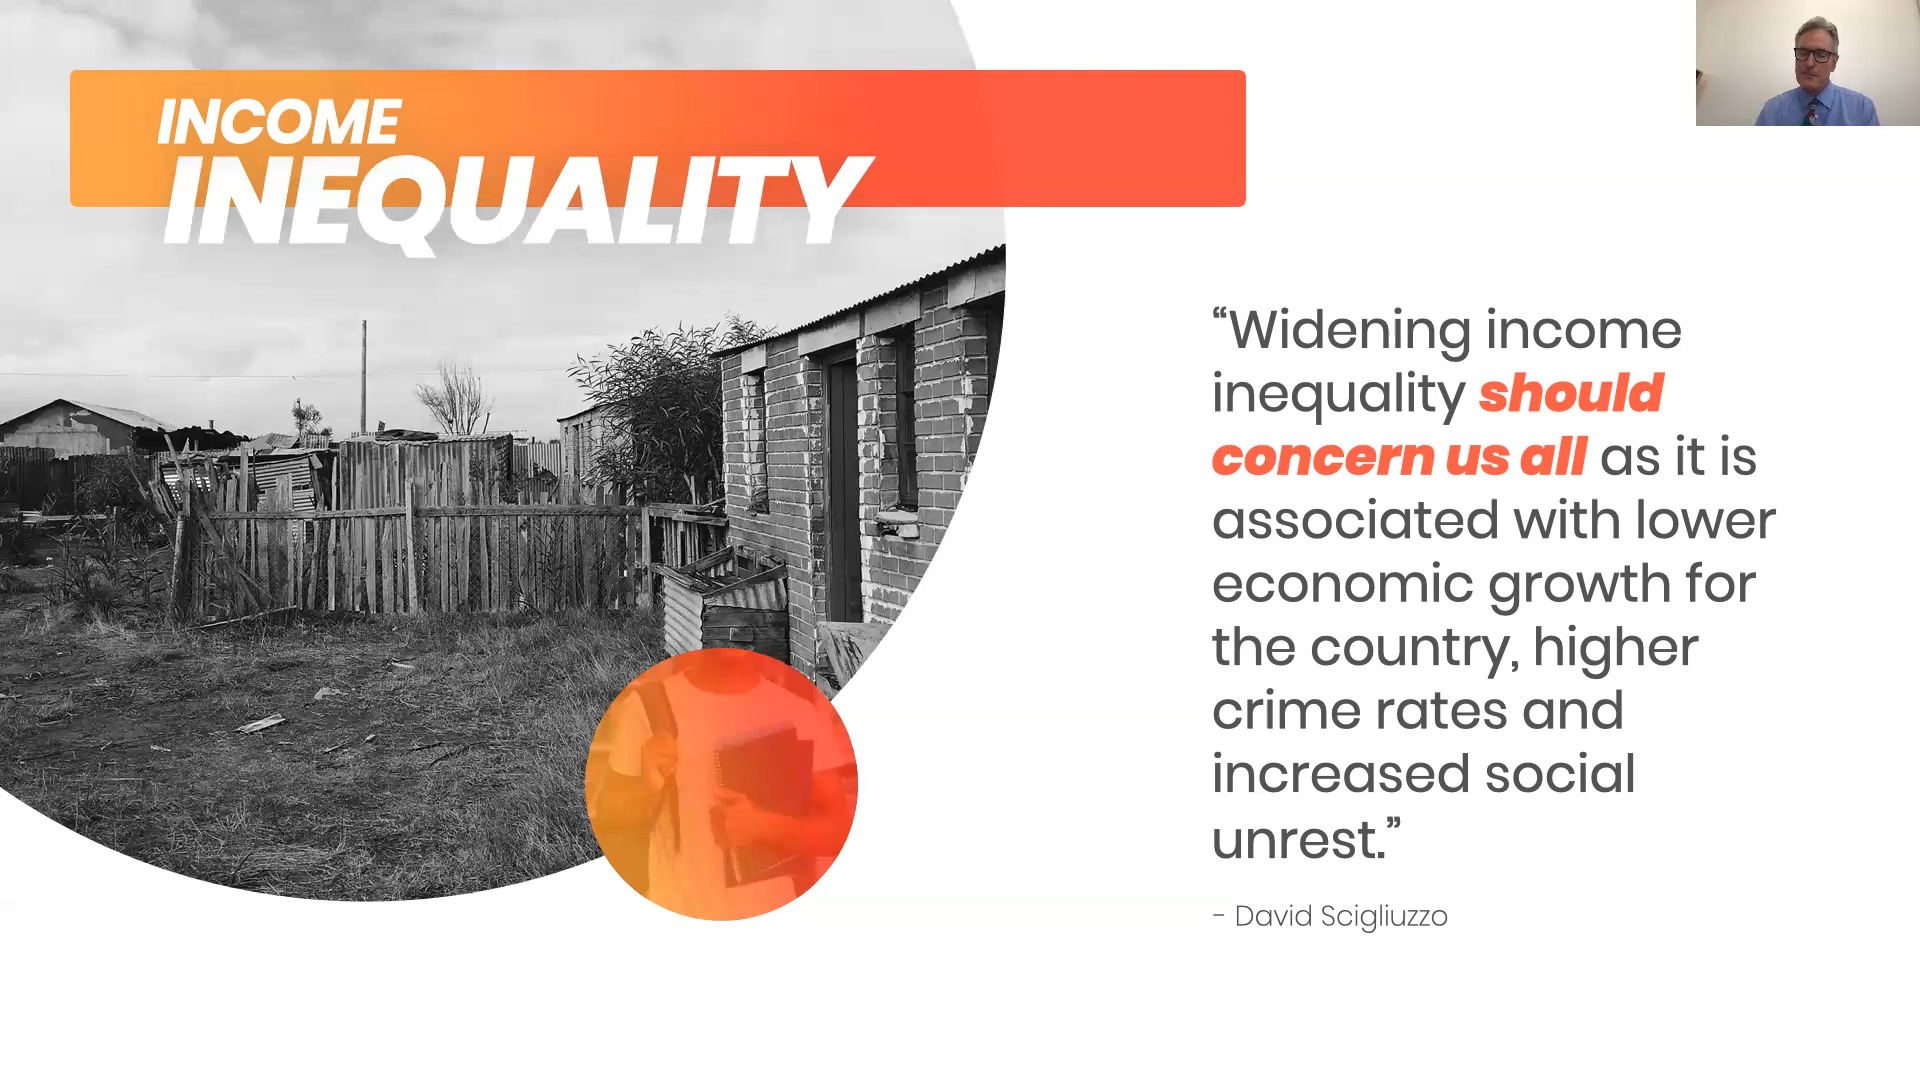 INCOME
INEQUALITY
“Widening income
inequality should
concern us all as it is
associated with lower
economic growth for
the country, higher
crime rates and
increased social
unrest.”
- David Scigliuzzo